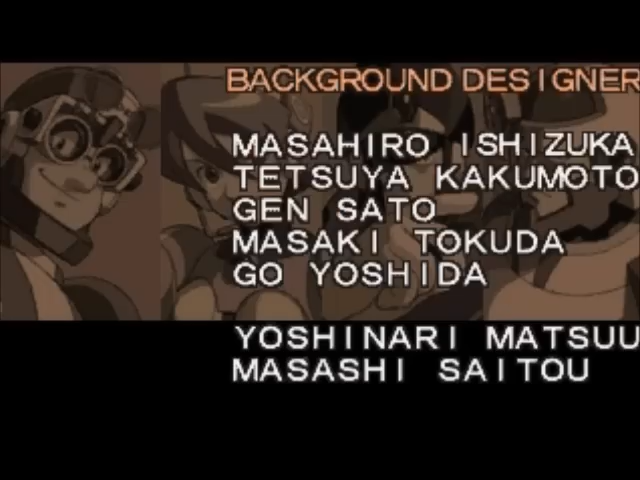 BACKGROUND DESIGNER
MASAHIRO ISHIZUKA
TETSUYA KAKUMOTO
GEN SATO
MASAKI TOKUDA
GO YOSHIDA
YOSHINARI MATSUU
MASASHI SAITOU